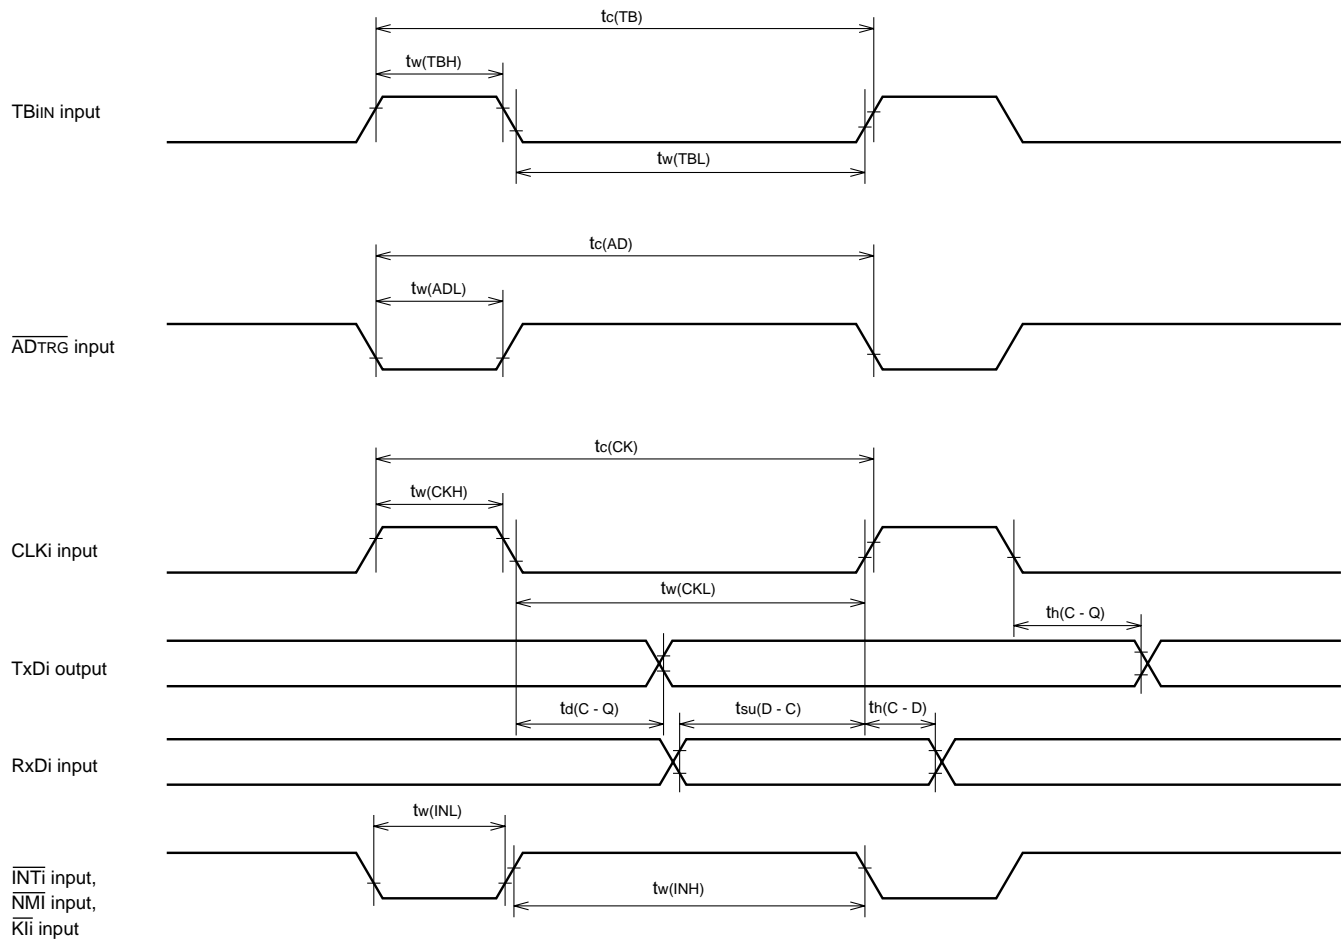 tc(TB)
tw(TBH)
TBiIN input
tw(TBL)
tc(AD)
tw(ADL)
ADTRG input
tc(CK)
tw(CKH)
CLKi input
tw(CKL)
th(C - Q)
TxDi output
td(C - Q)
tsu(D - C)
th(C - D)
RxDi input
tw(INL)
INTi input,
NMI input,
KIi input
tw(INH)